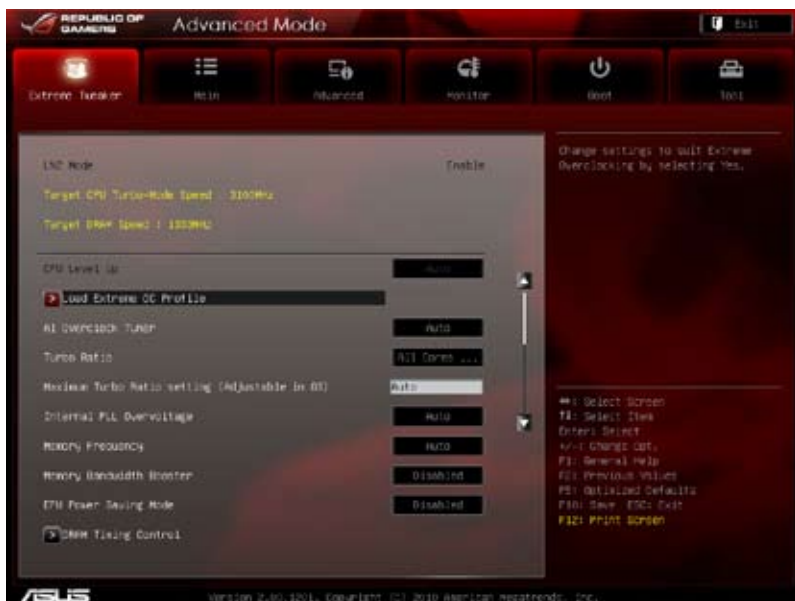 REPUBLIC OF GAMERS
Advanced Mode
Exit
Extreme Tweaker
Main
Advanced
Monitor
Boot
Tool
LN2 Mode Enable
Target CPU Turbo-Mode Speed : 3100MHz
Target DRAM Speed : 1333MHz
CPU Level Up Auto
Load Extreme OC Profile
AI Overclock Tuner Auto
Turbo Ratio All Cores ...
Maximum Turbo Ratio setting (Adjustable in OS) Auto
Internal PLL Overvoltage Auto
Memory Frequency Auto
Memory Bandwidth Booster Disabled
EPU Power Saving Mode Disabled
DRAM Timing Control
Change settings to suit Extreme
Overclocking by selecting Yes.
→←: Select Screen
↑↓: Select Item
Enter: Select
+/-: Change Opt.
F1: General Help
F2: Previous Values
F5: Optimized Defaults
F10: Save ESC: Exit
F12: Print Screen
ASUS
Version 2.00.1201. Copyright (C) 2010 American Megatrends, Inc.